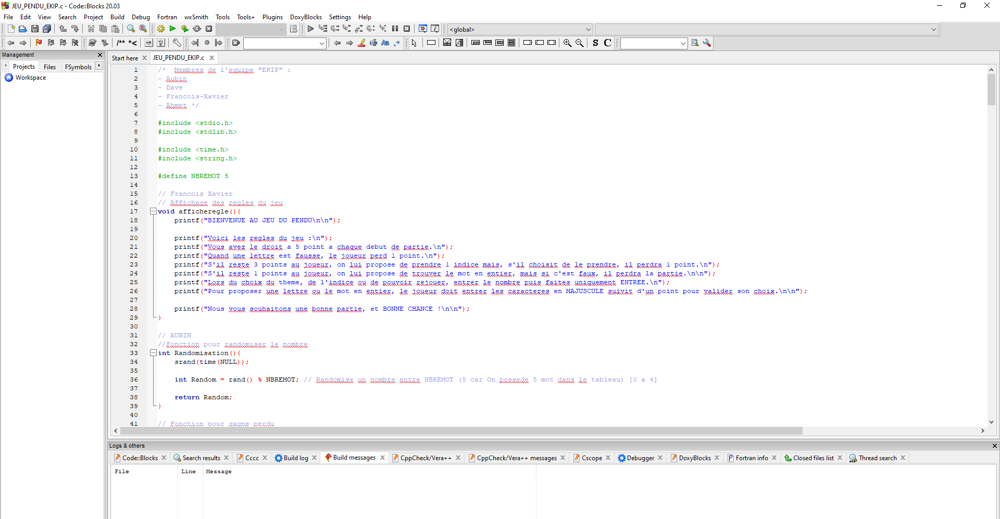 JEU_PENDU_EKIP.c - Code::Blocks 20.03
File Edit View Search Project Build Debug Fortran wxSmith Tools Tools+ Plugins DoxyBlocks Settings Help
<global>
/** *<
Aa .*
S C
Management
Projects Files FSymbols
Workspace
Start here JEU_PENDU_EKIP.c
1 /*  Membres de l'equipe "EKIP" :
2 - Aubin
3 - Dave
4 - Francois-Xavier
5 - Ahmet */
6
7 #include <stdio.h>
8 #include <stdlib.h>
9
10 #include <time.h>
11 #include <string.h>
12
13 #define NBREMOT 5
14
15 // Francois Xavier
16 // Affichage des regles du jeu
17 void afficheregle(){
18     printf("BIENVENUE AU JEU DU PENDU\n\n");
19
20     printf("Voici les regles du jeu :\n");
21     printf("Vous avez le droit a 5 point a chaque debut de partie.\n");
22     printf("Quand une lettre est fausse, le joueur perd 1 point.\n");
23     printf("S'il reste 3 points au joueur, on lui propose de prendre 1 indice mais, s'il choisit de le prendre, il perdra 1 point.\n");
24     printf("S'il reste 1 points au joueur, on lui propose de trouver le mot en entier, mais si c'est faux, il perdra la partie.\n\n");
25     printf("Lors du choix du theme, de l'indice ou de pouvoir rejouer, entrer le nombre puis faites uniquement ENTREE.\n");
26     printf("Pour proposer une lettre ou le mot en entier, le joueur doit entrer les caracteres en MAJUSCULE suivit d'un point pour valider son choix.\n\n");
27
28     printf("Nous vous souhaitons une bonne partie, et BONNE CHANCE !\n\n");
29 }
30
31 // AUBIN
32 //Fonction pour randomiser le nombre
33 int Randomisation(){
34     srand(time(NULL));
35
36     int Random = rand() % NBREMOT; // Randomise un nombre entre NBREMOT (5 car On possede 5 mot dans le tableau) [0 a 4]
37
38     return Random;
39 }
40
41 // Fonction pour gagne perdu
Logs & others
Code::Blocks Search results Cccc Build log Build messages CppCheck/Vera++ CppCheck/Vera++ messages Cscope Debugger DoxyBlocks Fortran info Closed files list Thread search
File Line Message